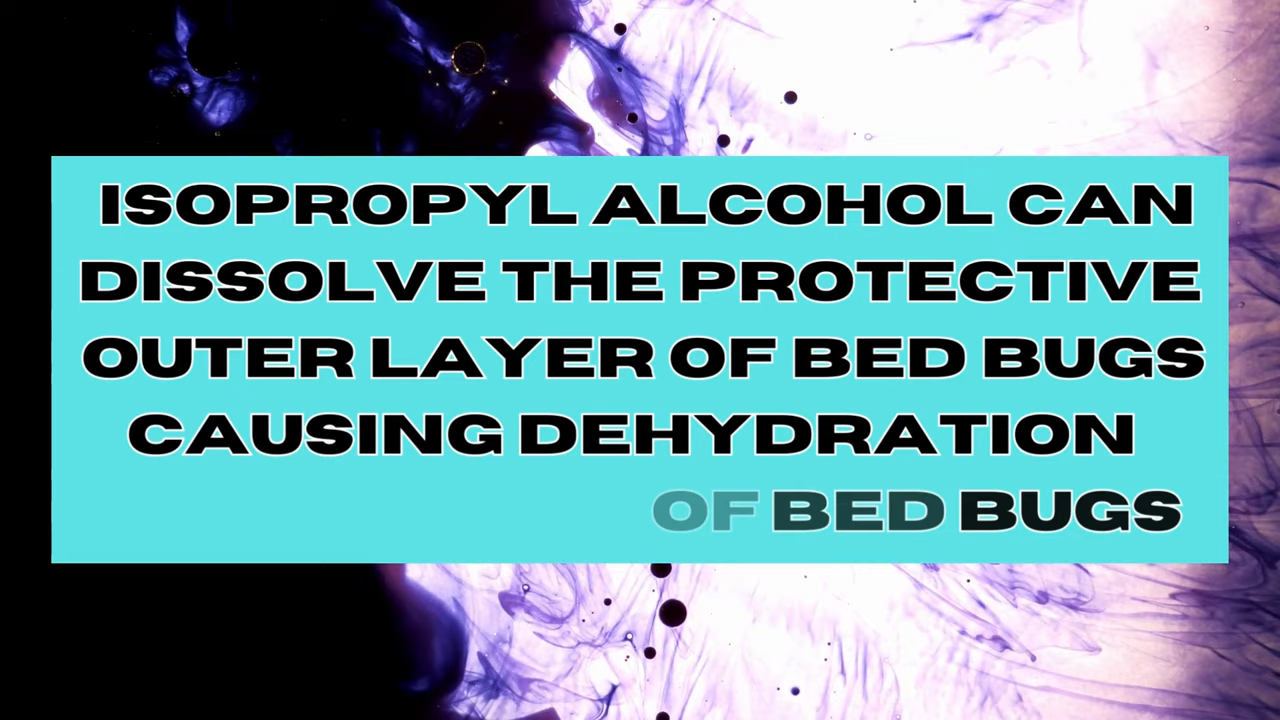 ISOPROPYL ALCOHOL CAN
DISSOLVE THE PROTECTIVE
OUTER LAYER OF BED BUGS
CAUSING DEHYDRATION
OF BED BUGS